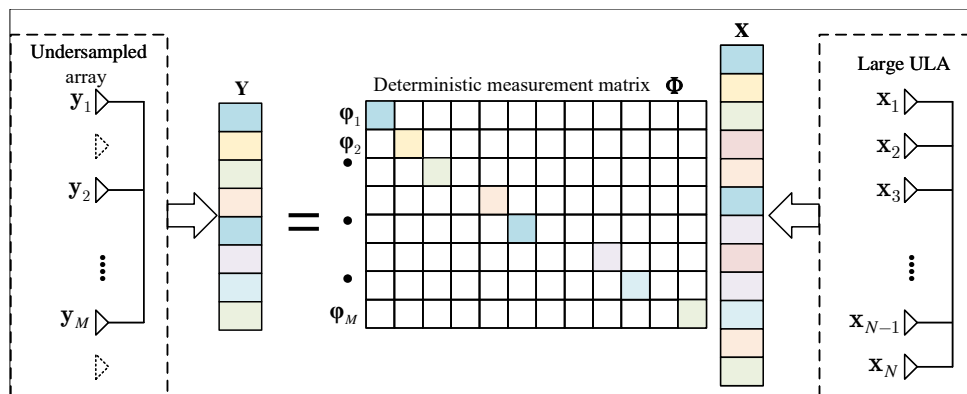 Undersampled
array
y1
y2
yM
Y
=
Deterministic measurement matrix Φ
φ1
φ2
φM
X
Large ULA
x1
x2
x3
xN−1
xN